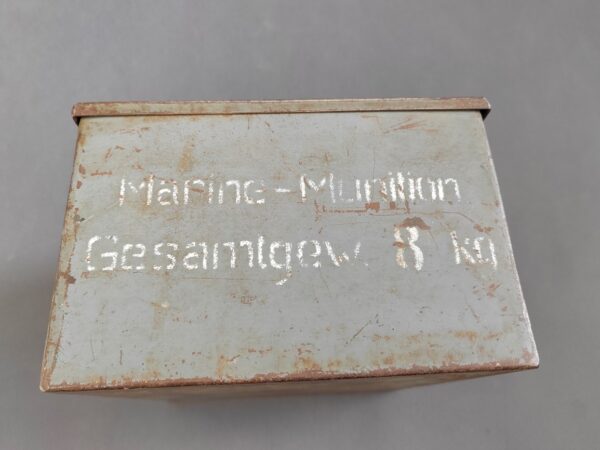 Marine-Munition
Gesamtgew. 8 kg